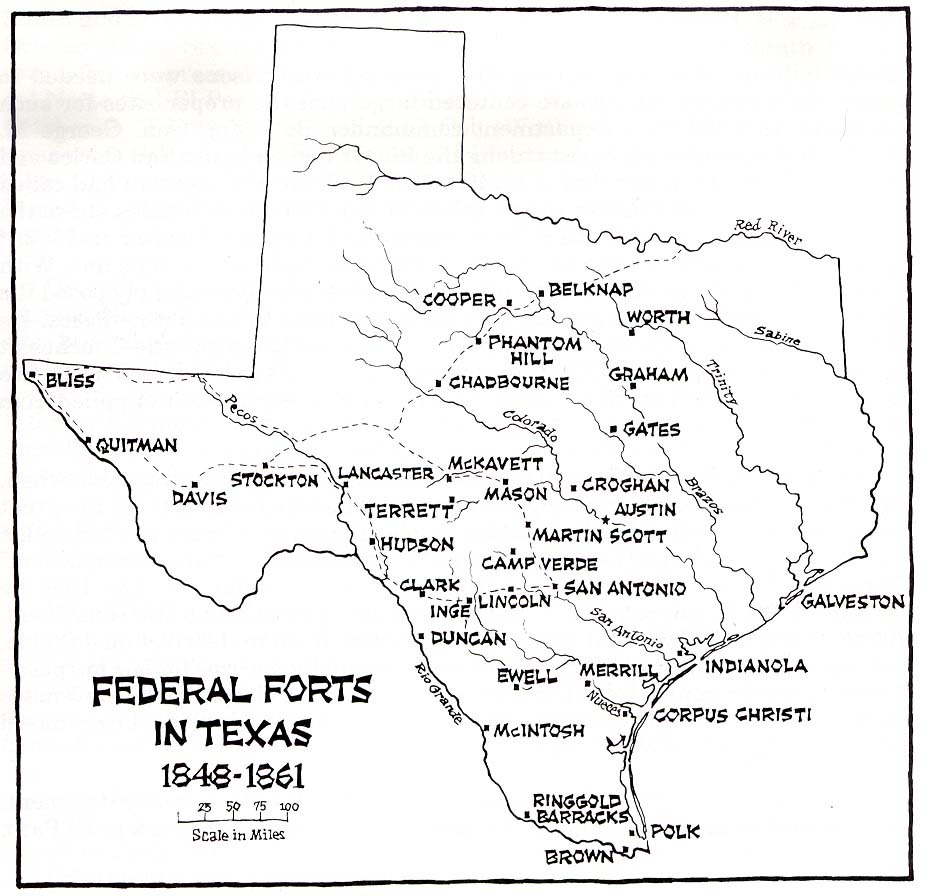 Red River
COOPER
BELKNAP
WORTH
Sabine
PHANTOM
HILL
BLISS
CHADBOURNE
GRAHAM
Trinity
Pecos
Colorado
GATES
QUITMAN
STOCKTON
LANCASTER
McKAVETT
DAVIS
MASON
CROGHAN
Brazos
TERRETT
AUSTIN
MARTIN SCOTT
HUDSON
CAMP VERDE
CLARK
SAN ANTONIO
INGE
LINCOLN
GALVESTON
San Antonio
DUNCAN
EWELL
MERRILL
INDIANOLA
Rio Grande
Nueces
CORPUS CHRISTI
McINTOSH
FEDERAL FORTS
IN TEXAS
1848-1861
25 50 75 100
Scale in Miles
RINGGOLD
BARRACKS
POLK
BROWN